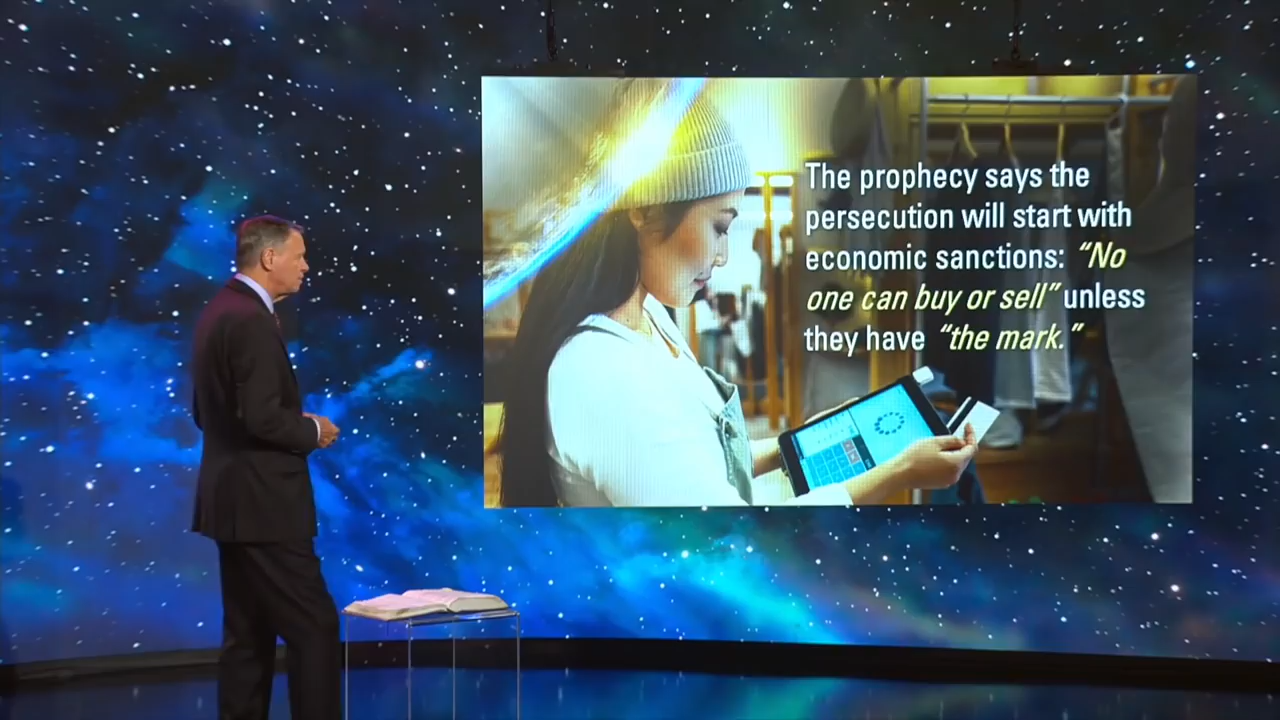 The prophecy says the
persecution will start with
economic sanctions: “No
one can buy or sell” unless
they have “the mark.”